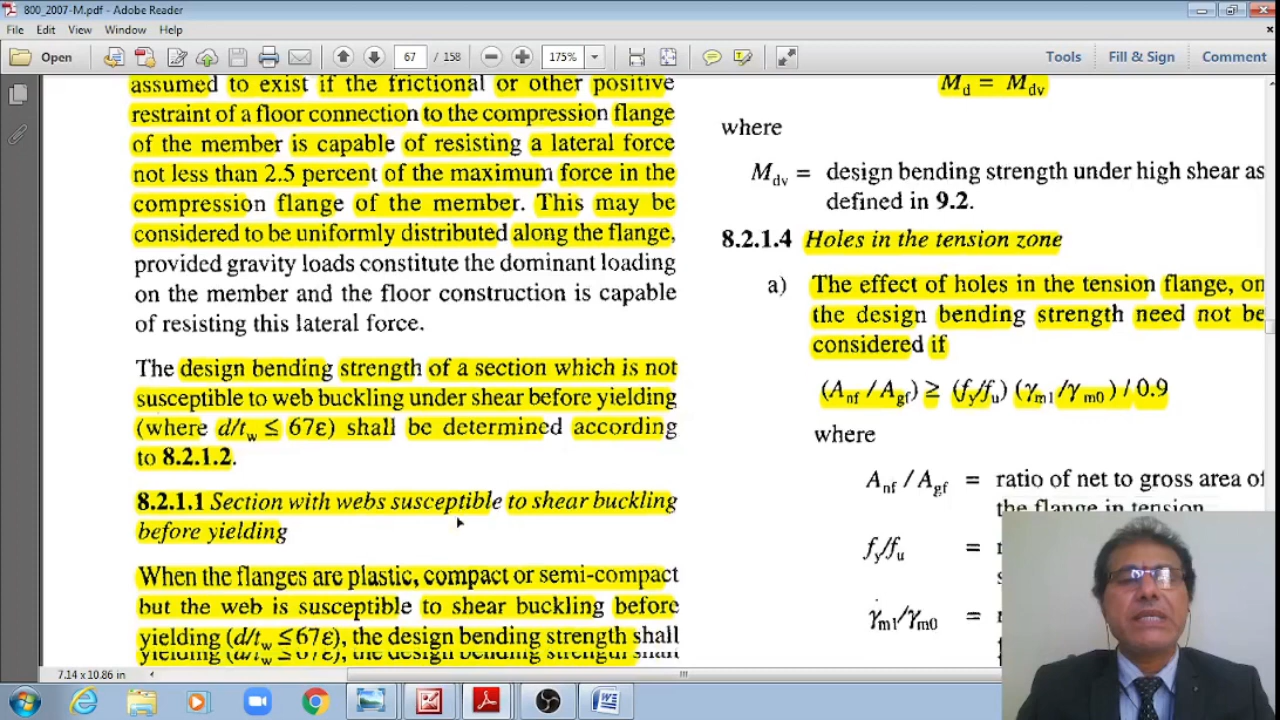 800_2007-M.pdf - Adobe Reader
File Edit View Window Help
Open 67 / 158 175% Tools Fill & Sign Comment
assumed to exist if the frictional or other positive
restraint of a floor connection to the compression flange
of the member is capable of resisting a lateral force
not less than 2.5 percent of the maximum force in the
compression flange of the member. This may be
considered to be uniformly distributed along the flange,
provided gravity loads constitute the dominant loading
on the member and the floor construction is capable
of resisting this lateral force.
The design bending strength of a section which is not
susceptible to web buckling under shear before yielding
(where d/tw ≤ 67ε) shall be determined according
to 8.2.1.2.
8.2.1.1 Section with webs susceptible to shear buckling
before yielding
When the flanges are plastic, compact or semi-compact
but the web is susceptible to shear buckling before
yielding (d/tw ≤67ε), the design bending strength shall
yielding (d/tw ≤67ε), the design bending strength shall
Md = Mdv
where
Mdv = design bending strength under high shear as
defined in 9.2.
8.2.1.4 Holes in the tension zone
a) The effect of holes in the tension flange, on
the design bending strength need not be
considered if
(Anf / Agf) ≥ (fy/fu) (γm1/γm0) / 0.9
where
Anf / Agf = ratio of net to gross area of
the flange in tension
fy/fu =
γm1/γm0 =
7.14 x 10.86 in